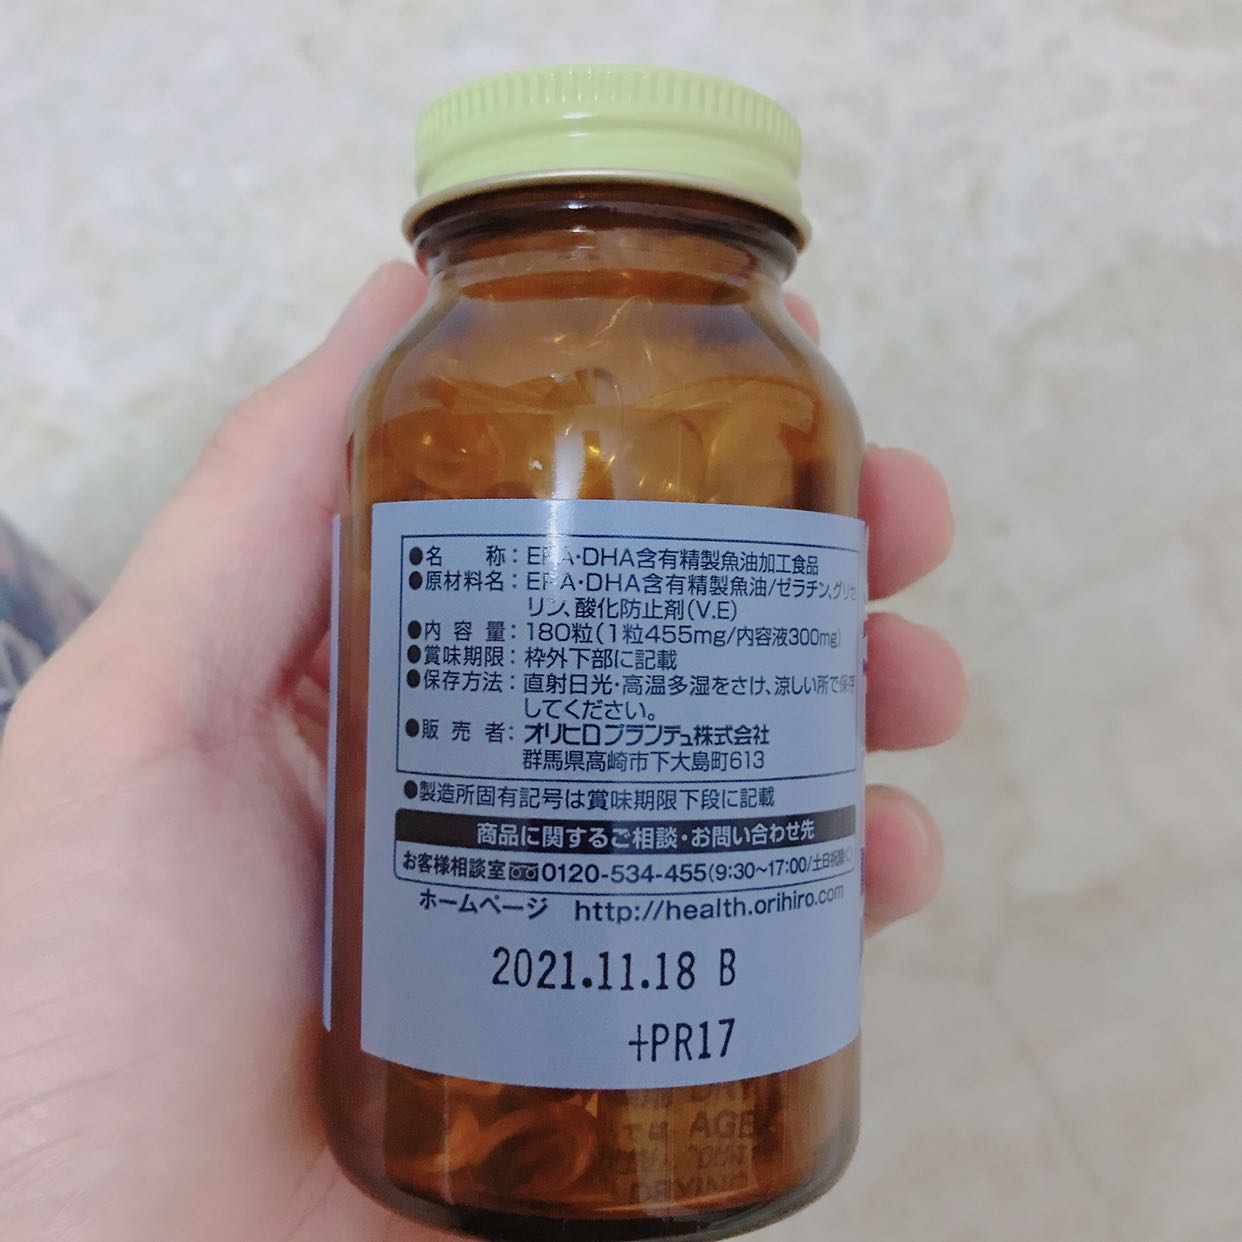 ●名称：EPA・DHA含有精製魚油加工食品
●原材料名：EPA・DHA含有精製魚油/ゼラチン、グリセ
リン、酸化防止剤(V.E)
●内容量：180粒(1粒455mg/内容液300mg)
●賞味期限：枠外下部に記載
●保存方法：直射日光・高温多湿をさけ、涼しい所で保存
してください。
●販売者：オリヒロプランデュ株式会社
群馬県高崎市下大島町613
●製造所固有記号は賞味期限下段に記載
商品に関するご相談・お問い合わせ先
お客様相談室 0120-534-455(9:30~17:00/土日祝除く)
ホームページ http://health.orihiro.com
2021.11.18 B
+PR17
DRY
AGE
DRYING